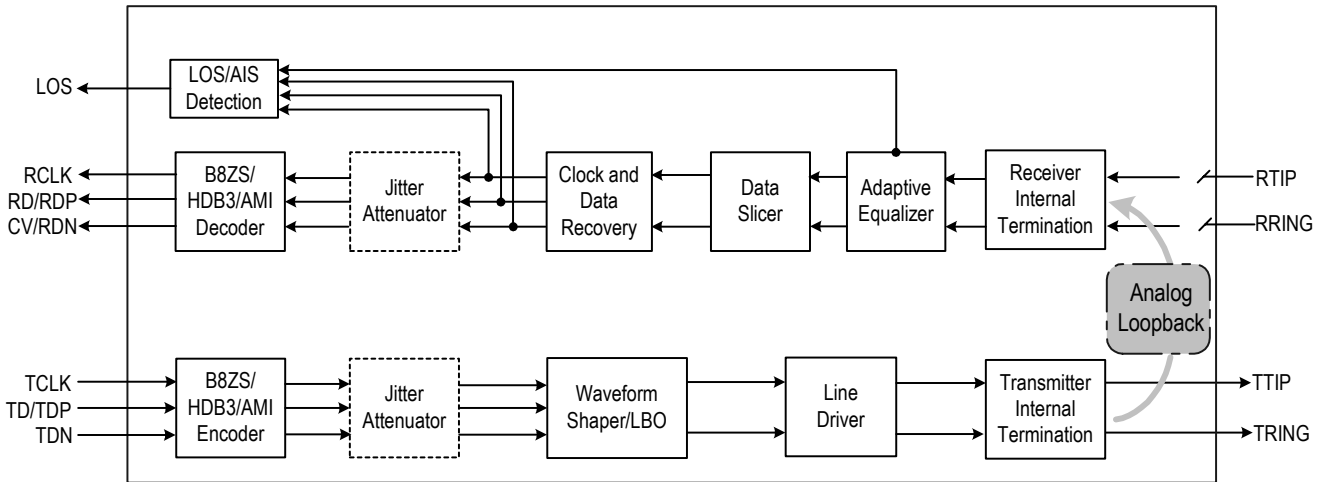 LOS
LOS/AIS
Detection
RCLK
RD/RDP
CV/RDN
B8ZS/
HDB3/AMI
Decoder
Jitter
Attenuator
Clock and
Data
Recovery
Data
Slicer
Adaptive
Equalizer
Receiver
Internal
Termination
RTIP
RRING
Analog
Loopback
TCLK
TD/TDP
TDN
B8ZS/
HDB3/AMI
Encoder
Jitter
Attenuator
Waveform
Shaper/LBO
Line
Driver
Transmitter
Internal
Termination
TTIP
TRING